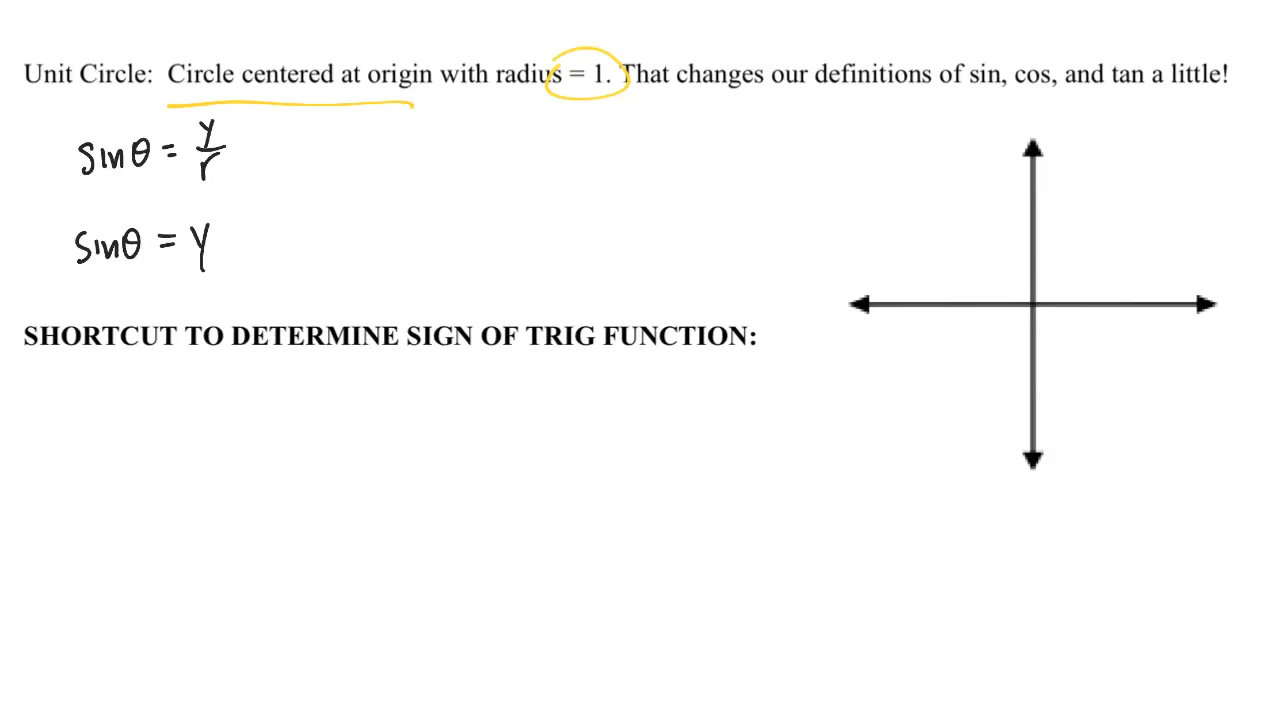 Unit Circle: Circle centered at origin with radius = 1. That changes our definitions of sin, cos, and tan a little!
sinθ = y/r
sinθ = y
SHORTCUT TO DETERMINE SIGN OF TRIG FUNCTION: